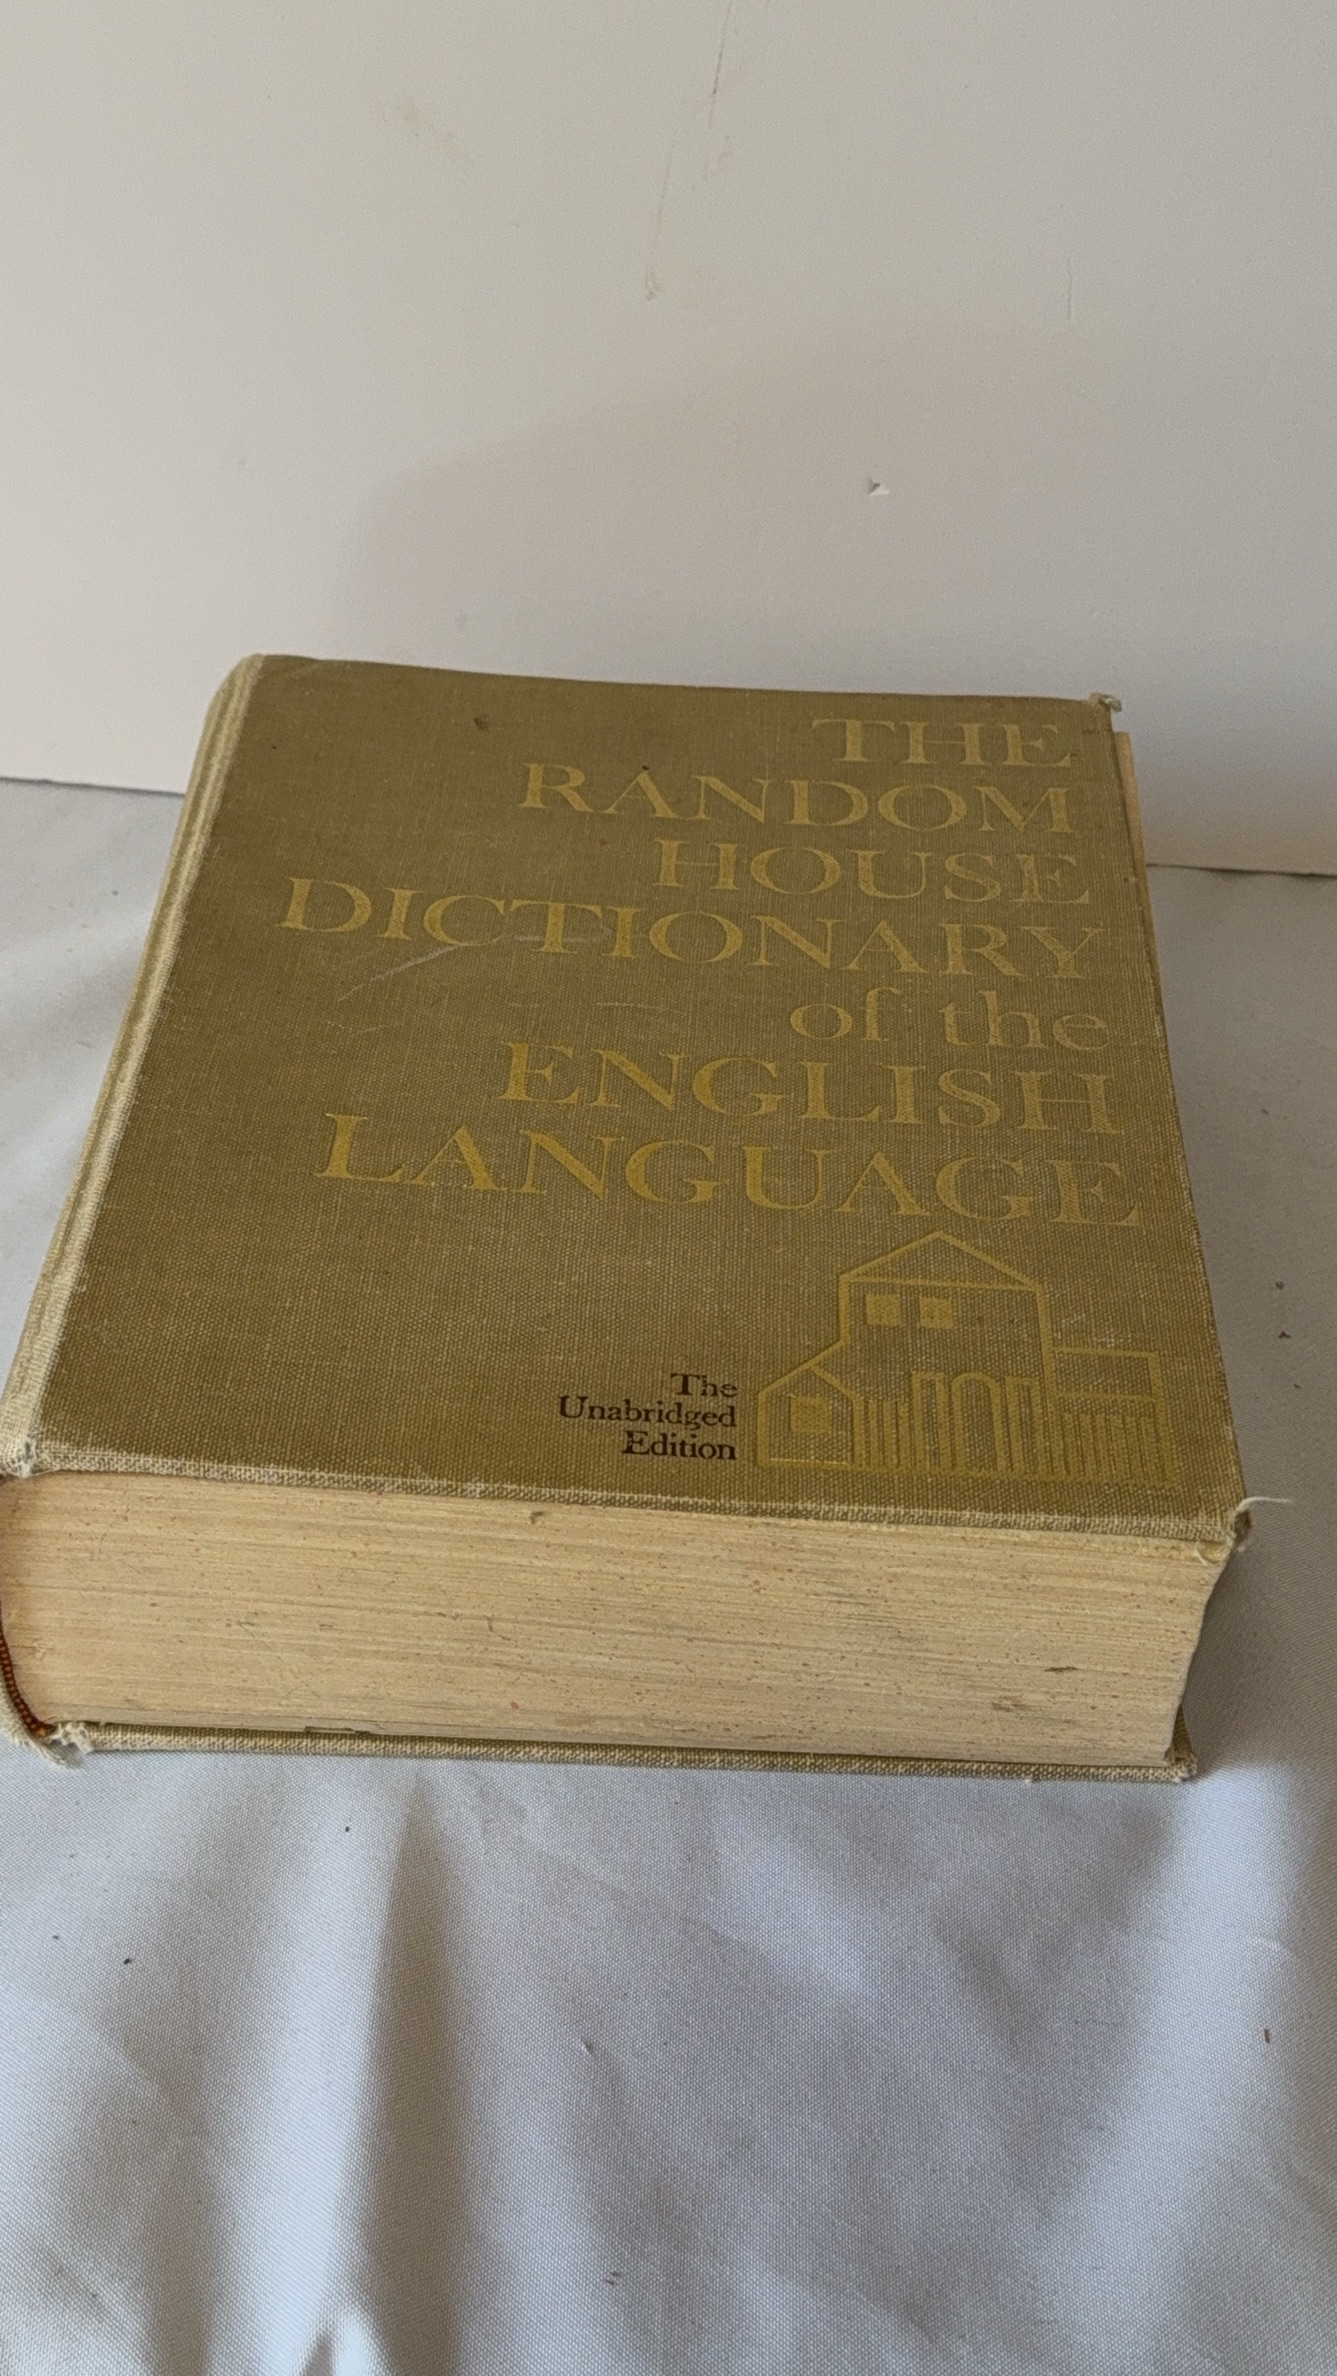 THE
RANDOM
HOUSE
DICTIONARY
of the
ENGLISH
LANGUAGE
The
Unabridged
Edition